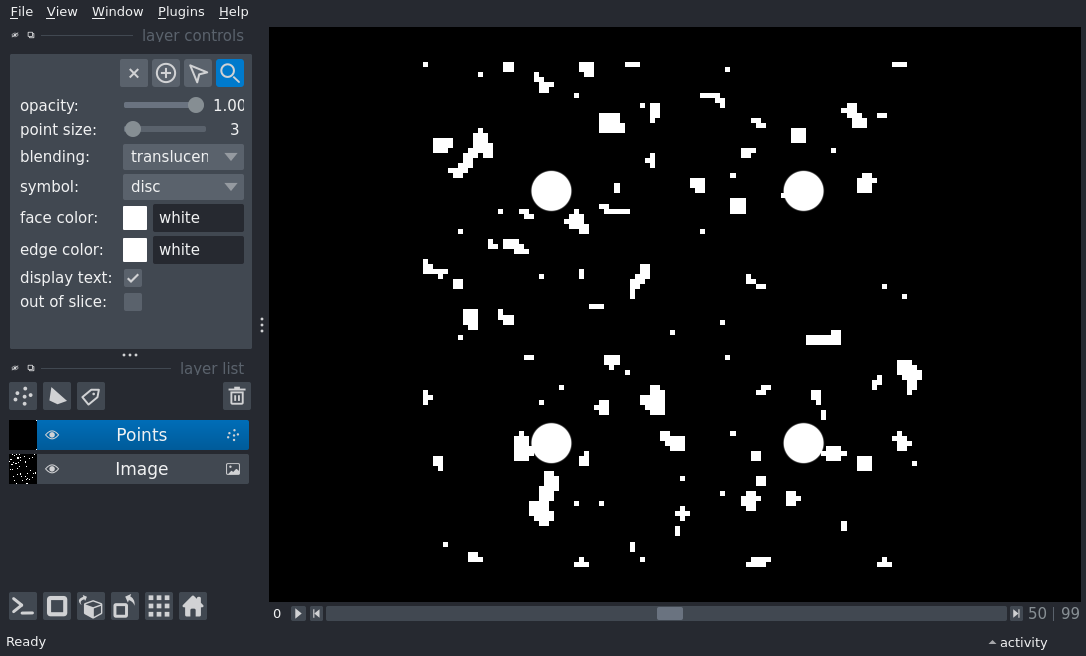 File View Window Plugins Help
layer controls
opacity: 1.00
point size: 3
blending: translucen
symbol: disc
face color: white
edge color: white
display text:
out of slice:
layer list
Points
Image
0 50 | 99
Ready activity